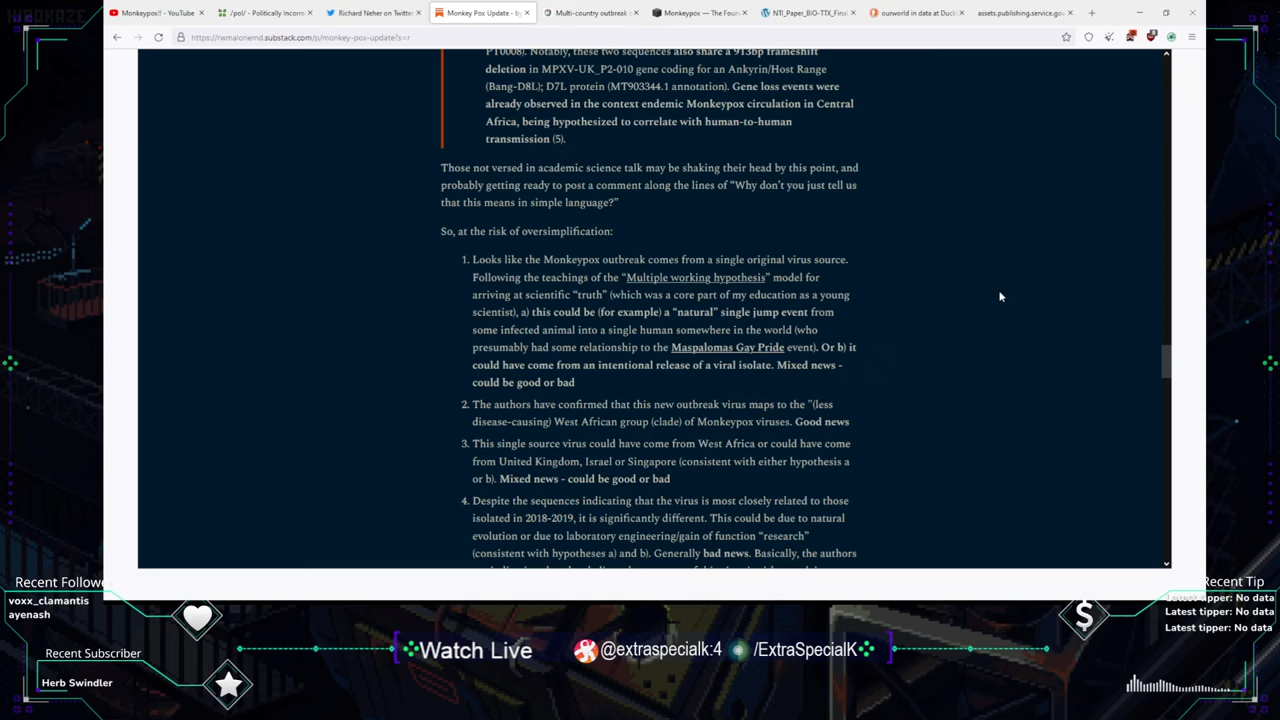 Monkeypox!! - YouTube
/pol/ - Politically Incorre
Richard Neher on Twitter
Monkey Pox Update - by
Multi-country outbreak
Monkeypox — The Fou
NTI_Paper_BIO-TTX_Final
ourworld in data at Duck
assets.publishing.service.gov
https://rwmalonemd.substack.com/p/monkey-pox-update?s=r
PT0008). Notably, these two sequences also share a 913bp frameshift
deletion in MPXV-UK_P2-010 gene coding for an Ankyrin/Host Range
(Bang-D8L); D7L protein (MT903344.1 annotation). Gene loss events were
already observed in the context endemic Monkeypox circulation in Central
Africa, being hypothesized to correlate with human-to-human
transmission (5).
Those not versed in academic science talk may be shaking their head by this point, and
probably getting ready to post a comment along the lines of “Why don’t you just tell us
that this means in simple language?”
So, at the risk of oversimplification:
1. Looks like the Monkeypox outbreak comes from a single original virus source.
Following the teachings of the “Multiple working hypothesis” model for
arriving at scientific “truth” (which was a core part of my education as a young
scientist), a) this could be (for example) a “natural” single jump event from
some infected animal into a single human somewhere in the world (who
presumably had some relationship to the Maspalomas Gay Pride event). Or b) it
could have come from an intentional release of a viral isolate. Mixed news -
could be good or bad
2. The authors have confirmed that this new outbreak virus maps to the "(less
disease-causing) West African group (clade) of Monkeypox viruses. Good news
3. This single source virus could have come from West Africa or could have come
from United Kingdom, Israel or Singapore (consistent with either hypothesis a
or b). Mixed news - could be good or bad
4. Despite the sequences indicating that the virus is most closely related to those
isolated in 2018-2019, it is significantly different. This could be due to natural
evolution or due to laboratory engineering/gain of function “research”
(consistent with hypotheses a) and b). Generally bad news. Basically, the authors
Recent Followe
voxx_clamantis
ayenash
Recent Subscriber
Herb Swindler
Watch Live
@extraspecialk:4
/ExtraSpecialK
Recent Tip
Latest tipper: No data
Latest tipper: No data
Latest tipper: No data